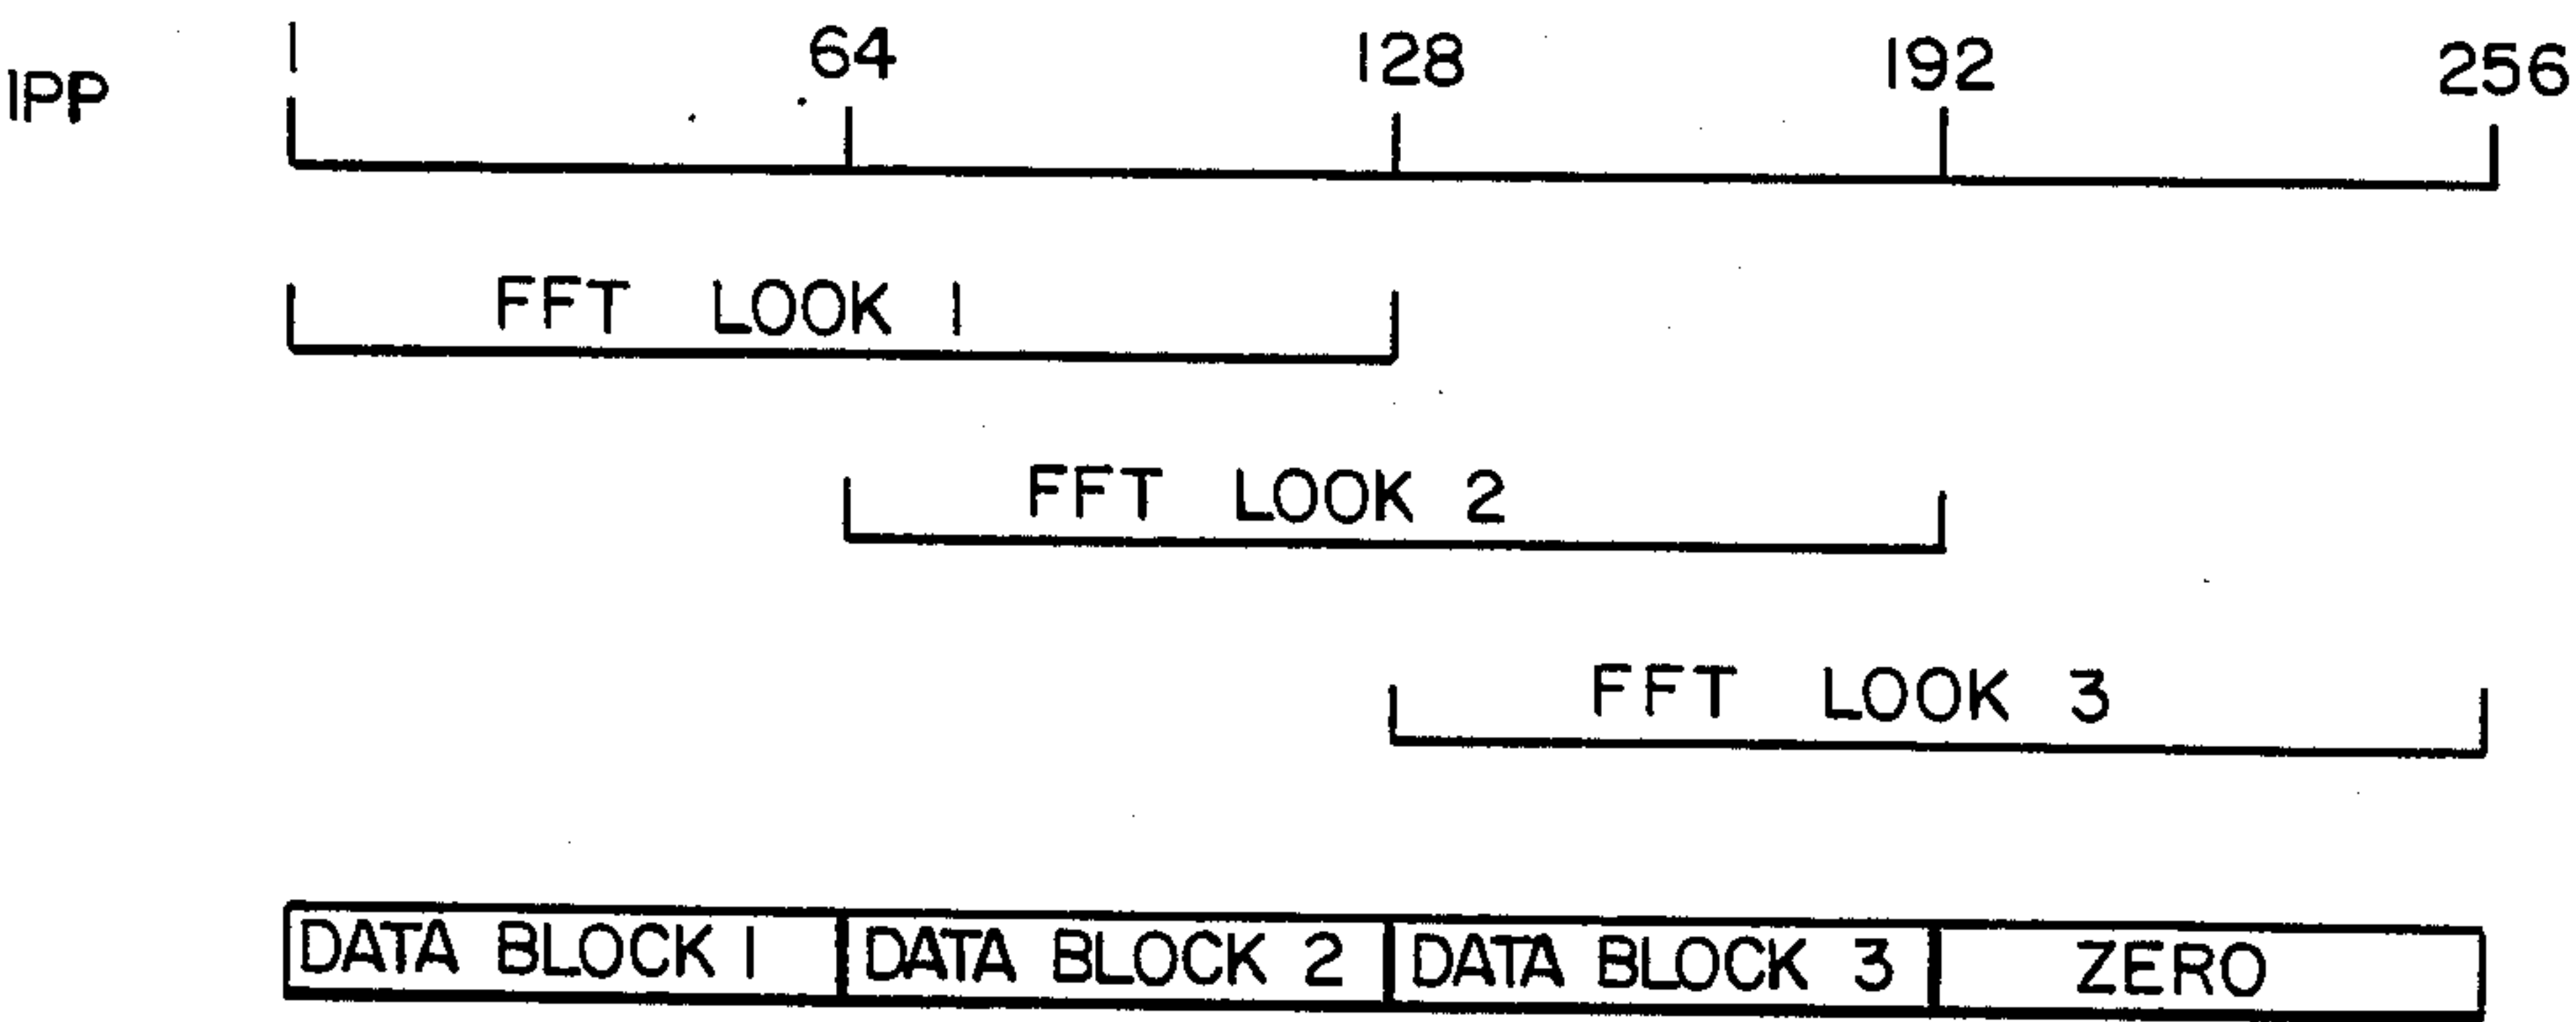 IPP 1 64 128 192 256
FFT LOOK 1
FFT LOOK 2
FFT LOOK 3
DATA BLOCK 1 DATA BLOCK 2 DATA BLOCK 3 ZERO